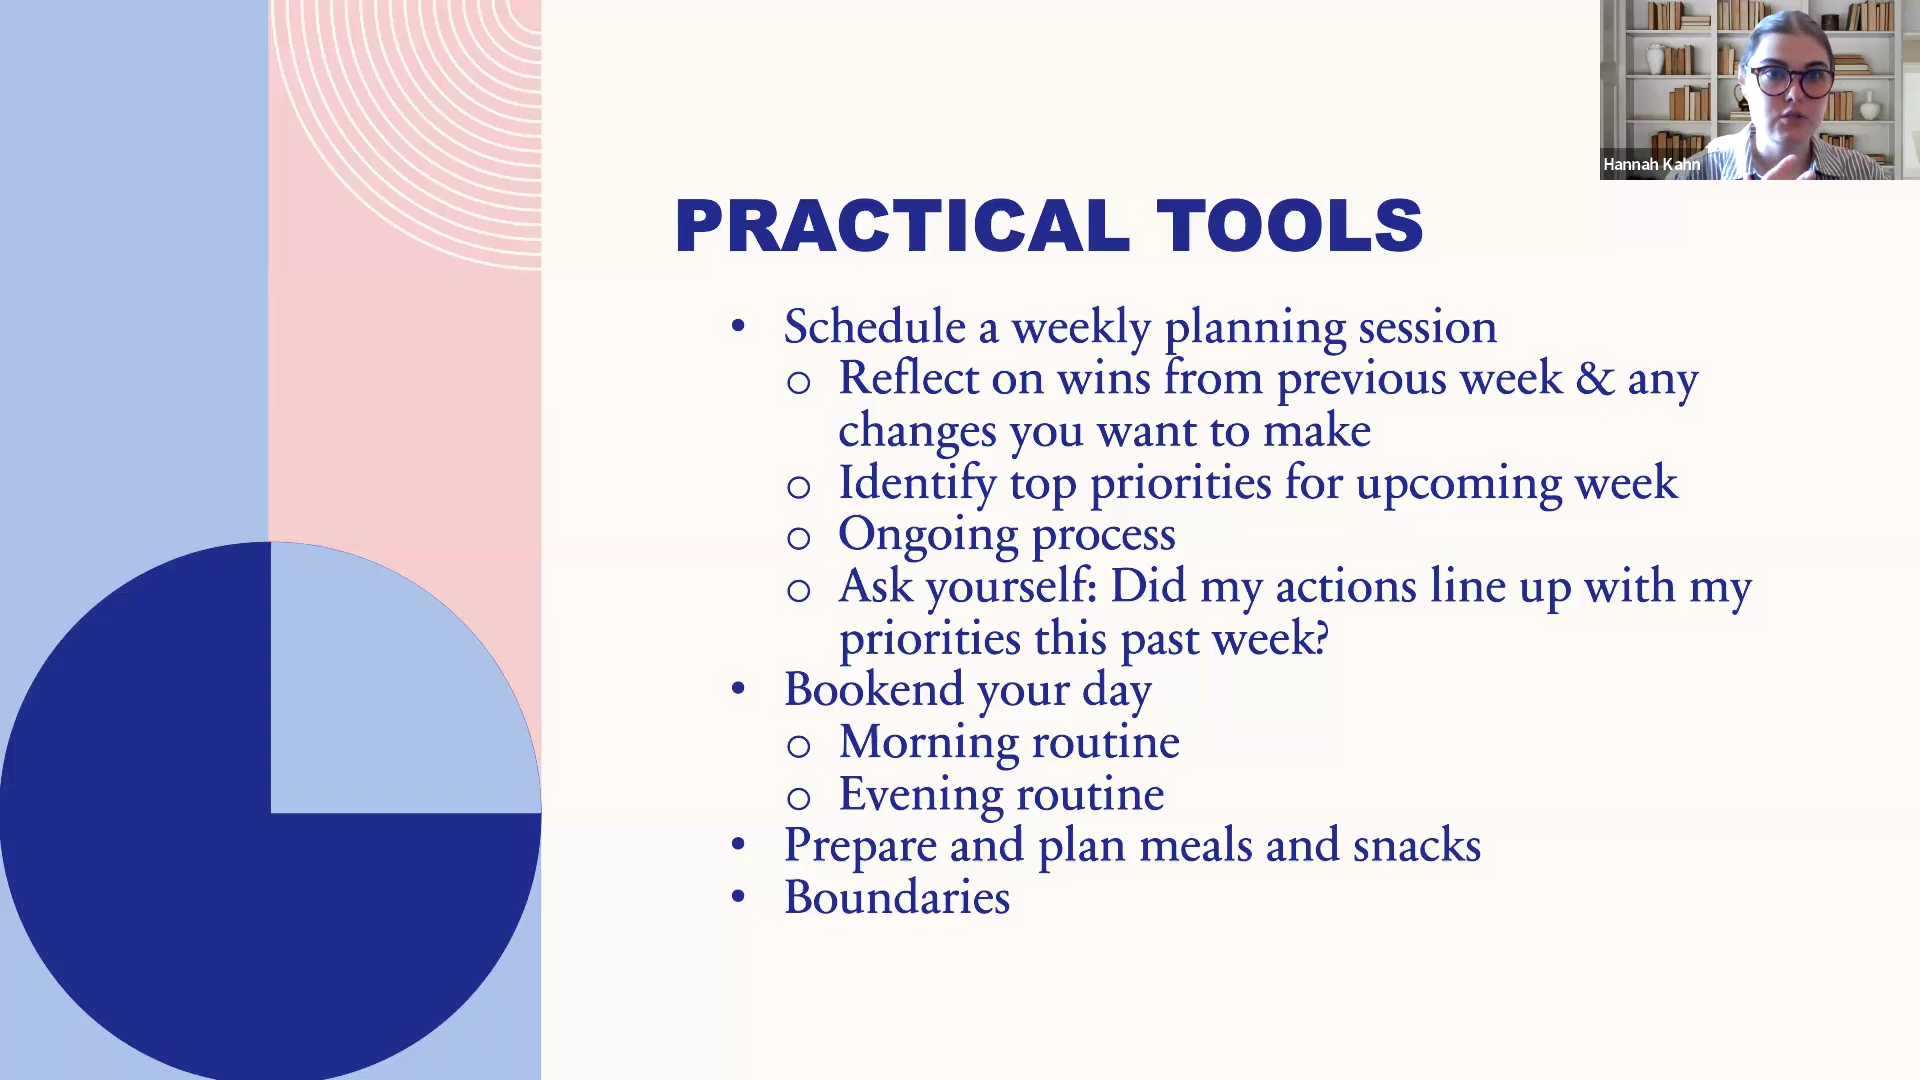 Hannah Kahn
PRACTICAL TOOLS
• Schedule a weekly planning session
o Reflect on wins from previous week & any
changes you want to make
o Identify top priorities for upcoming week
o Ongoing process
o Ask yourself: Did my actions line up with my
priorities this past week?
• Bookend your day
o Morning routine
o Evening routine
• Prepare and plan meals and snacks
• Boundaries